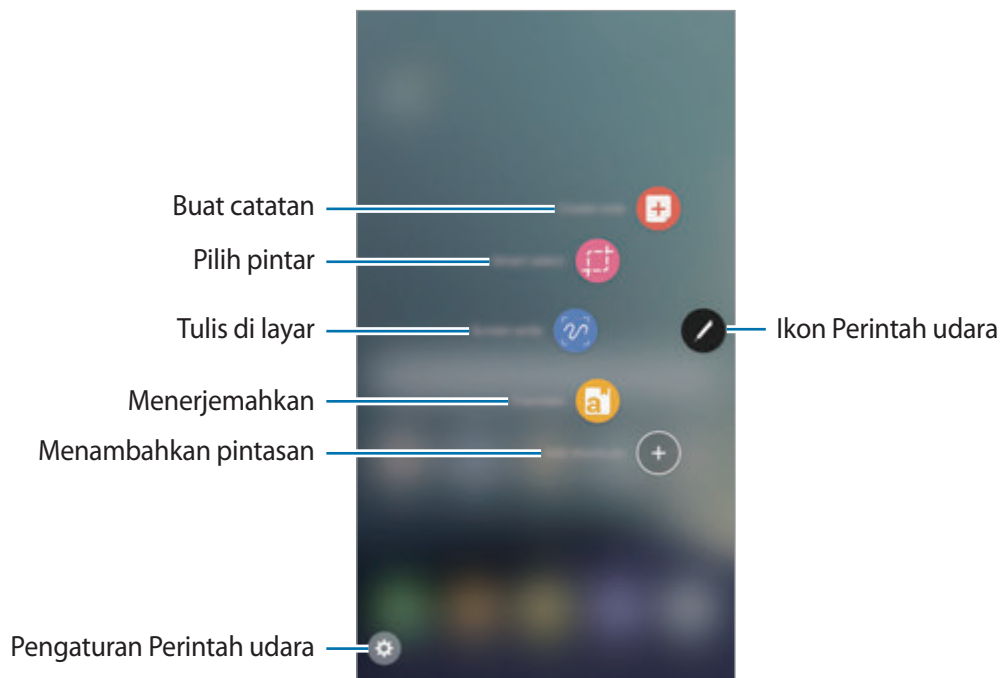 Buat catatan
Pilih pintar
Tulis di layar
Ikon Perintah udara
Menerjemahkan
Menambahkan pintasan
Pengaturan Perintah udara